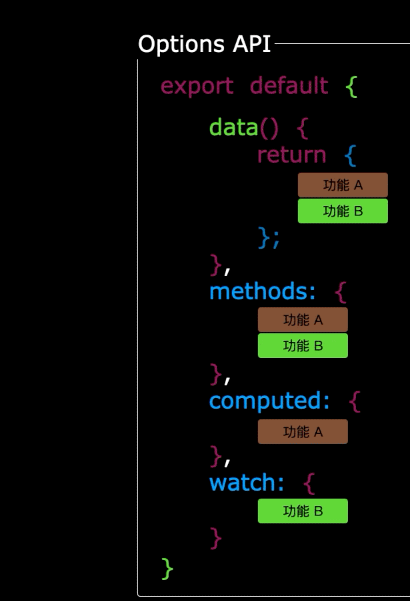 Options API
export default {
data() {
return {
功能 A
功能 B
};
},
methods: {
功能 A
功能 B
},
computed: {
功能 A
},
watch: {
功能 B
}
}